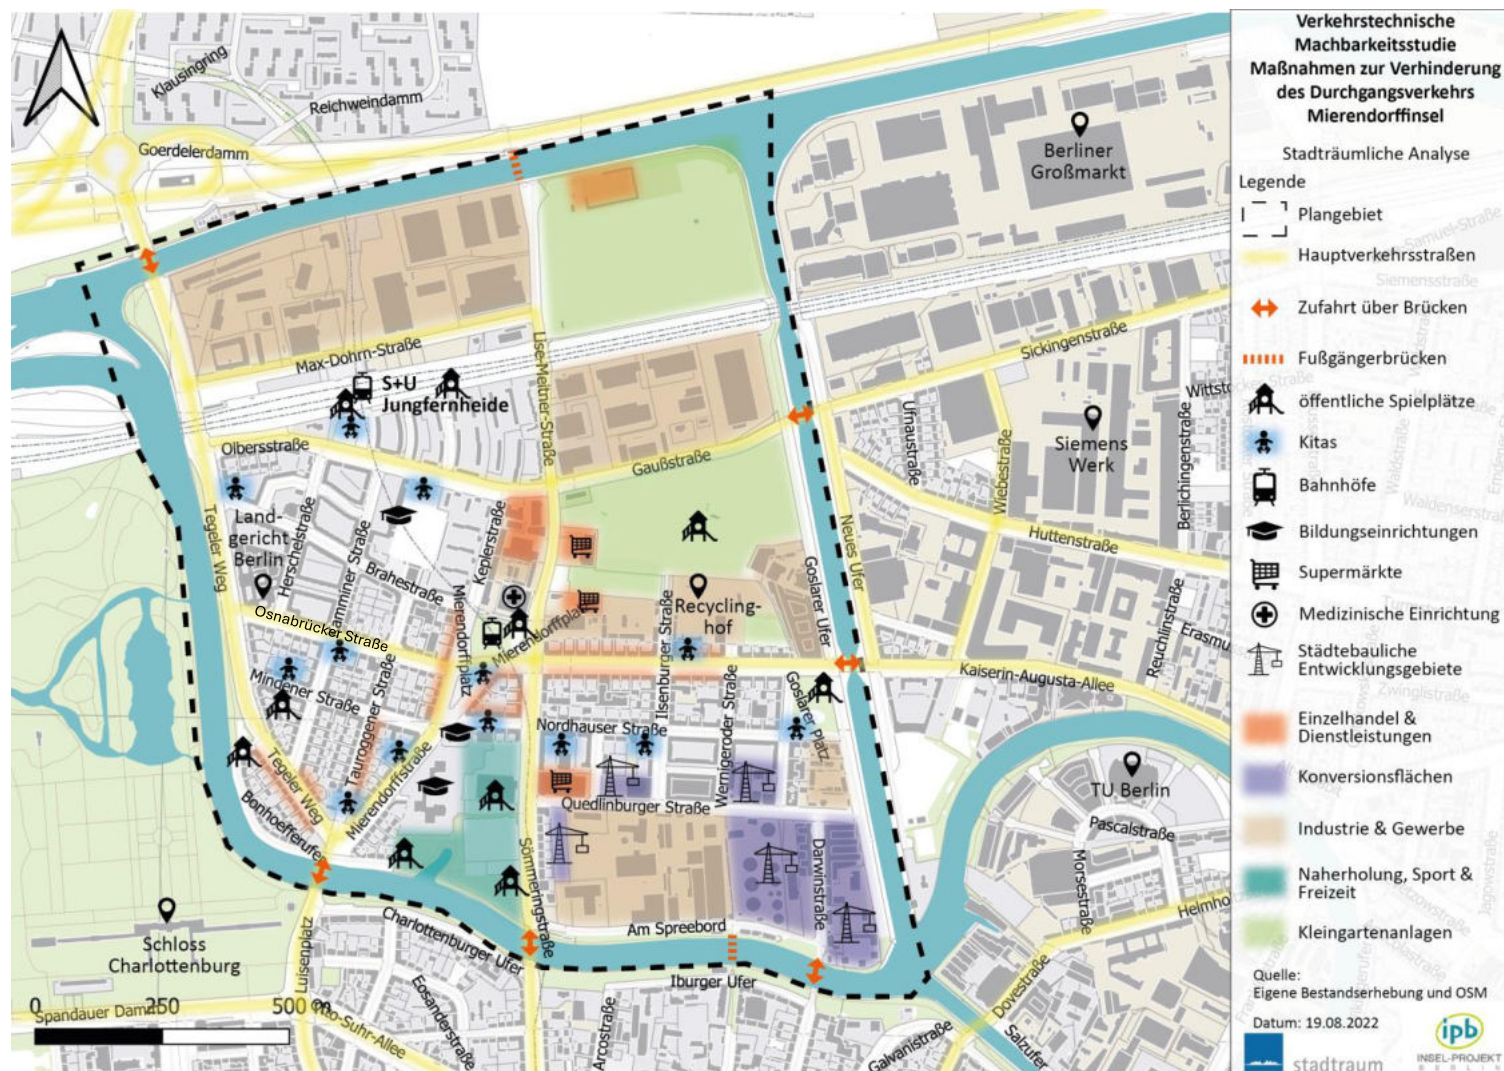 Klausingring
Reichweindamm
Goerdelerdamm
Berliner
Großmarkt
Max-Dohrn-Straße
Lise-Meitner-Straße
S+U
Jungfernheide
Sickingenstraße
Siemens
Werk
Ufnaustraße
Wiebestraße
Berlichingenstraße
Olbersstraße
Gaußstraße
Huttenstraße
Neues Ufer
Goslarer Ufer
Tegeler Weg
Land-
gericht
Berlin
Herschelstraße
Brahestraße
Keplerstraße
Osnabrücker Straße
Mierendorffplatz
Mierendorffplatz
Recycling-
hof
Ilsenburger Straße
Reuchlinstraße
Kaiserin-Augusta-Allee
Mindener Straße
Tauroggener Straße
Nordhauser Straße
Wernigeroder Straße
Goslarer Platz
Tegeler Weg
Bonhoefferufer
Mierendorffstraße
Quedlinburger Straße
TU Berlin
Pascalstraße
Morsestraße
Darwinstraße
Sömmeringstraße
Am Spreebord
Schloss
Charlottenburg
Luisenplatz
Charlottenburger Ufer
Iburger Ufer
Eosanderstraße
Arcostraße
Dovestraße
Galvanistraße
Salzufer
Spandauer Damm
0 250 500 m
Verkehrstechnische
Machbarkeitsstudie
Maßnahmen zur Verhinderung
des Durchgangsverkehrs
Mierendorffinsel
Stadträumliche Analyse
Legende
Plangebiet
Hauptverkehrsstraßen
Zufahrt über Brücken
Fußgängerbrücken
öffentliche Spielplätze
Kitas
Bahnhöfe
Bildungseinrichtungen
Supermärkte
Medizinische Einrichtung
Städtebauliche
Entwicklungsgebiete
Einzelhandel &
Dienstleistungen
Konversionsflächen
Industrie & Gewerbe
Naherholung, Sport &
Freizeit
Kleingartenanlagen
Quelle:
Eigene Bestandserhebung und OSM
Datum: 19.08.2022
stadtraum
ipb
INSEL-PROJEKT
BERLIN